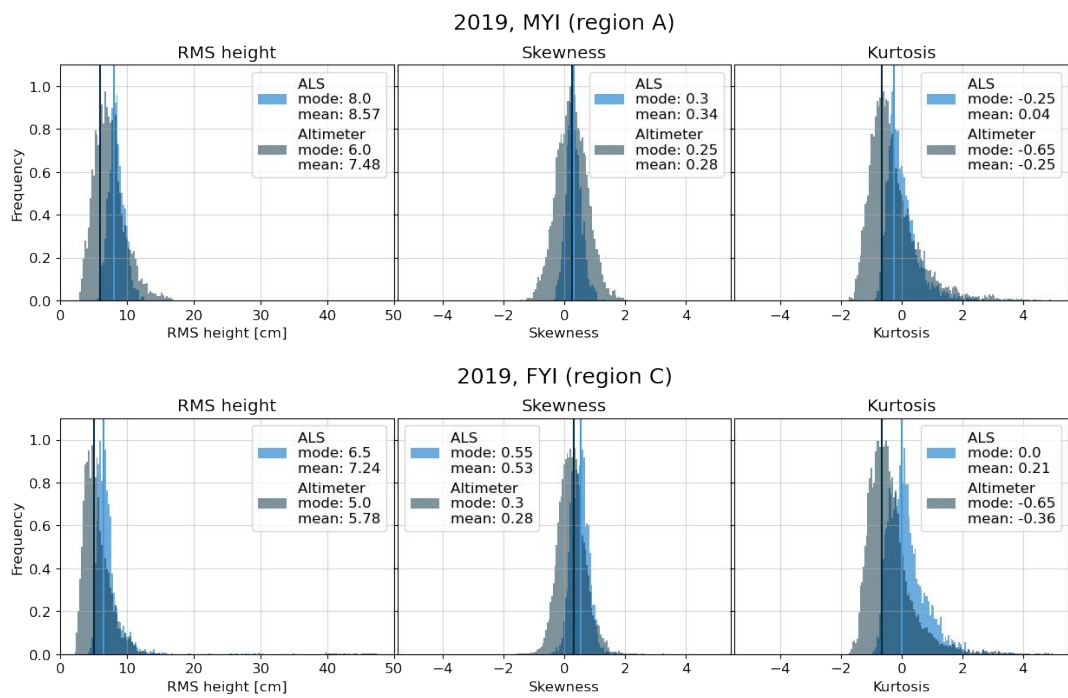 2019, MYI (region A)
RMS height
Skewness
Kurtosis
Frequency
1.0
0.8
0.6
0.4
0.2
0.0
ALS
mode: 8.0
mean: 8.57
Altimeter
mode: 6.0
mean: 7.48
ALS
mode: 0.3
mean: 0.34
Altimeter
mode: 0.25
mean: 0.28
ALS
mode: -0.25
mean: 0.04
Altimeter
mode: -0.65
mean: -0.25
0 10 20 30 40 50
−4 −2 0 2 4
−4 −2 0 2 4
RMS height [cm]
Skewness
Kurtosis
2019, FYI (region C)
RMS height
Skewness
Kurtosis
Frequency
1.0
0.8
0.6
0.4
0.2
0.0
ALS
mode: 6.5
mean: 7.24
Altimeter
mode: 5.0
mean: 5.78
ALS
mode: 0.55
mean: 0.53
Altimeter
mode: 0.3
mean: 0.28
ALS
mode: 0.0
mean: 0.21
Altimeter
mode: -0.65
mean: -0.36
0 10 20 30 40 50
−4 −2 0 2 4
−4 −2 0 2 4
RMS height [cm]
Skewness
Kurtosis